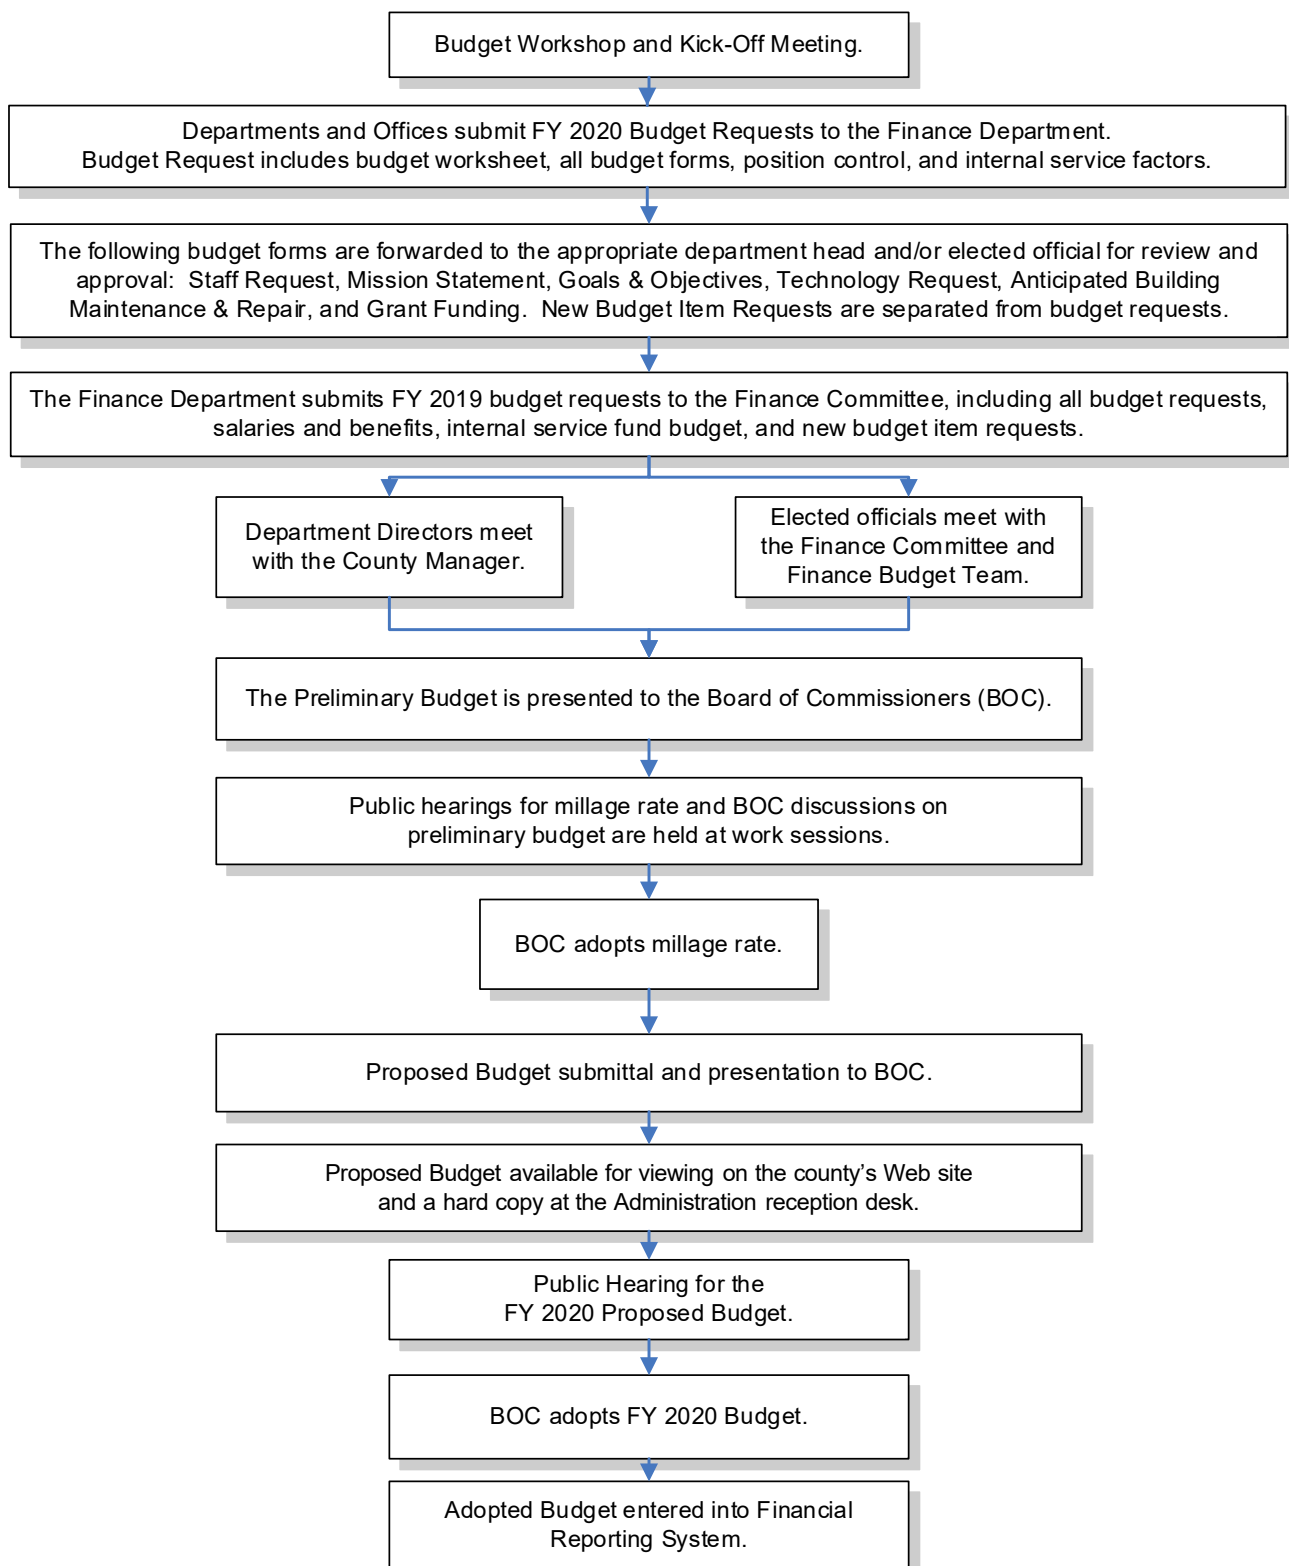 Budget Workshop and Kick-Off Meeting.
Departments and Offices submit FY 2020 Budget Requests to the Finance Department.
Budget Request includes budget worksheet, all budget forms, position control, and internal service factors.
The following budget forms are forwarded to the appropriate department head and/or elected official for review and
approval:  Staff Request, Mission Statement, Goals & Objectives, Technology Request, Anticipated Building
Maintenance & Repair, and Grant Funding.  New Budget Item Requests are separated from budget requests.
The Finance Department submits FY 2019 budget requests to the Finance Committee, including all budget requests,
salaries and benefits, internal service fund budget, and new budget item requests.
Department Directors meet
with the County Manager.
Elected officials meet with
the Finance Committee and
Finance Budget Team.
The Preliminary Budget is presented to the Board of Commissioners (BOC).
Public hearings for millage rate and BOC discussions on
preliminary budget are held at work sessions.
BOC adopts millage rate.
Proposed Budget submittal and presentation to BOC.
Proposed Budget available for viewing on the county’s Web site
and a hard copy at the Administration reception desk.
Public Hearing for the
FY 2020 Proposed Budget.
BOC adopts FY 2020 Budget.
Adopted Budget entered into Financial
Reporting System.